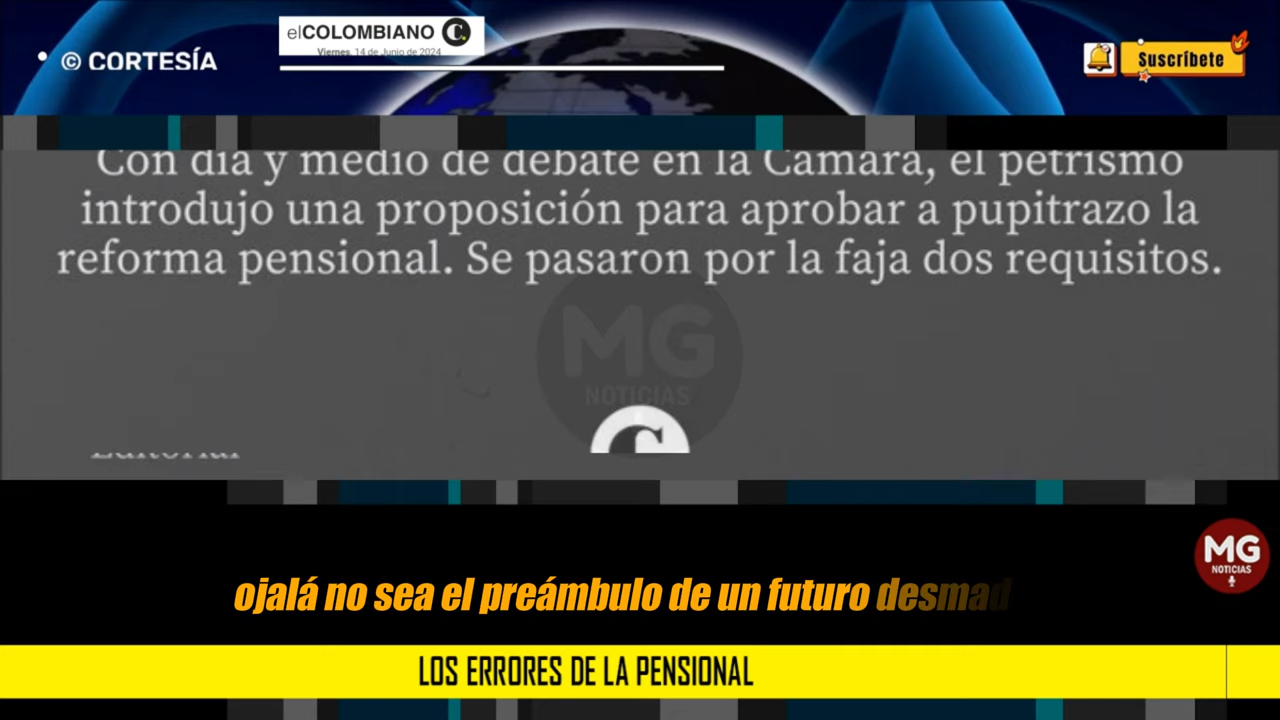 elCOLOMBIANO C
Viernes, 14 de Junio de 2024
© CORTESÍA
Suscríbete
Con día y medio de debate en la Cámara, el petrismo
introdujo una proposición para aprobar a pupitrazo la
reforma pensional. Se pasaron por la faja dos requisitos.
MG
NOTICIAS
Editorial
MG
NOTICIAS
ojalá no sea el preámbulo de un futuro desmad
LOS ERRORES DE LA PENSIONAL